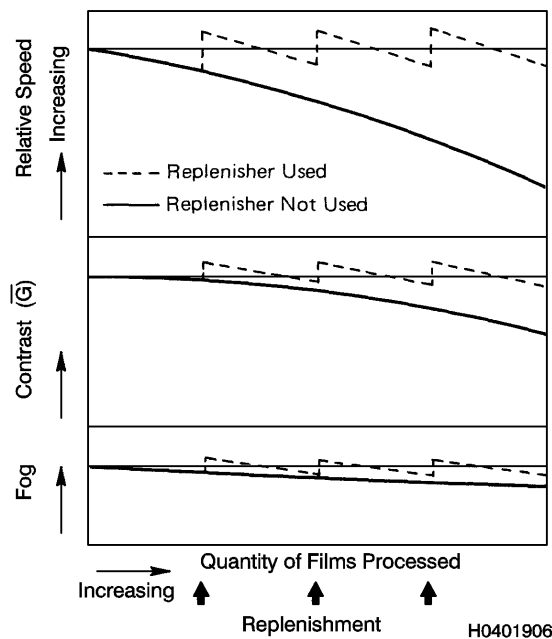 Relative Speed
Increasing
Replenisher Used
Replenisher Not Used
Contrast (G̅)
Fog
Quantity of Films Processed
Increasing
Replenishment
H0401906